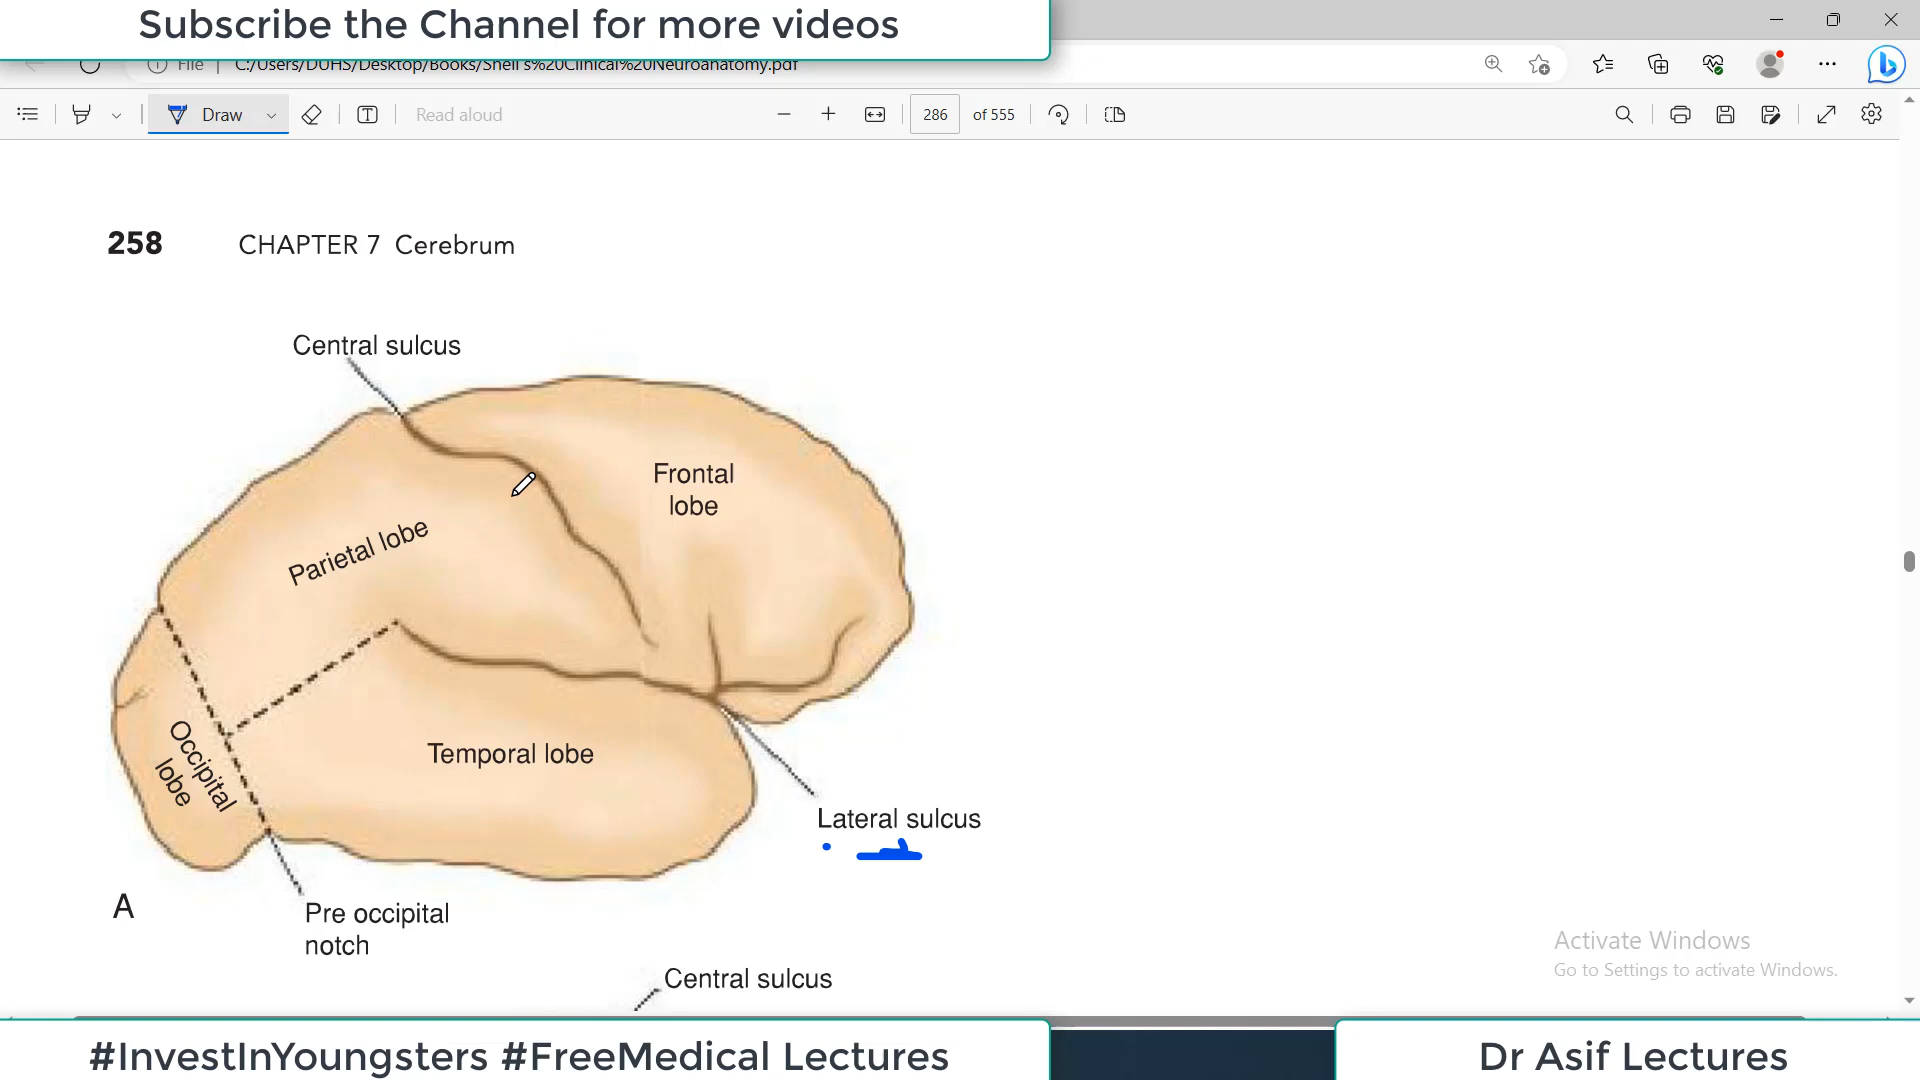 Subscribe the Channel for more videos
File | C:/Users/DUHS/Desktop/Books/Snell's%20Clinical%20Neuroanatomy.pdf
Draw
Read aloud
286 of 555
258 CHAPTER 7 Cerebrum
Central sulcus
Frontal
lobe
Parietal lobe
Occipital
lobe
Temporal lobe
Lateral sulcus
A
Pre occipital
notch
Central sulcus
Activate Windows
Go to Settings to activate Windows.
#InvestInYoungsters #FreeMedical Lectures
Dr Asif Lectures